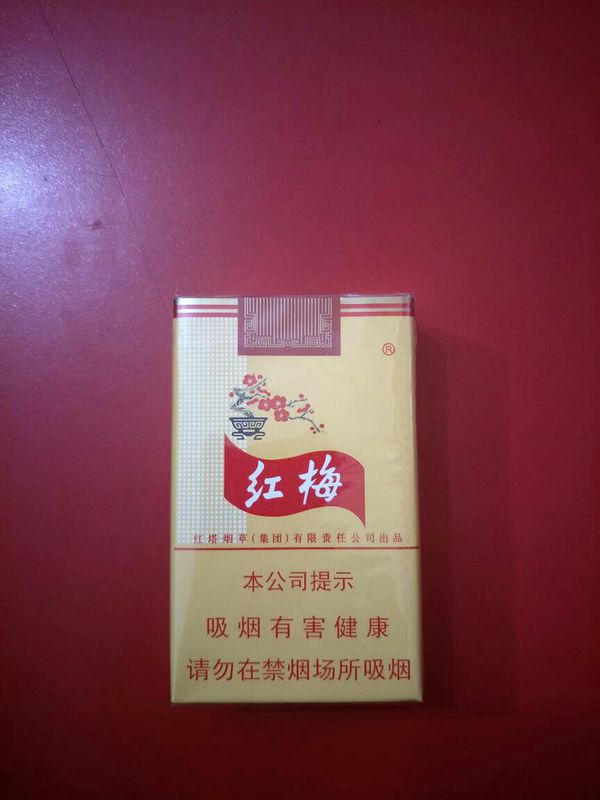 ®
红梅
红塔烟草(集团)有限责任公司出品
本公司提示
吸烟有害健康
请勿在禁烟场所吸烟